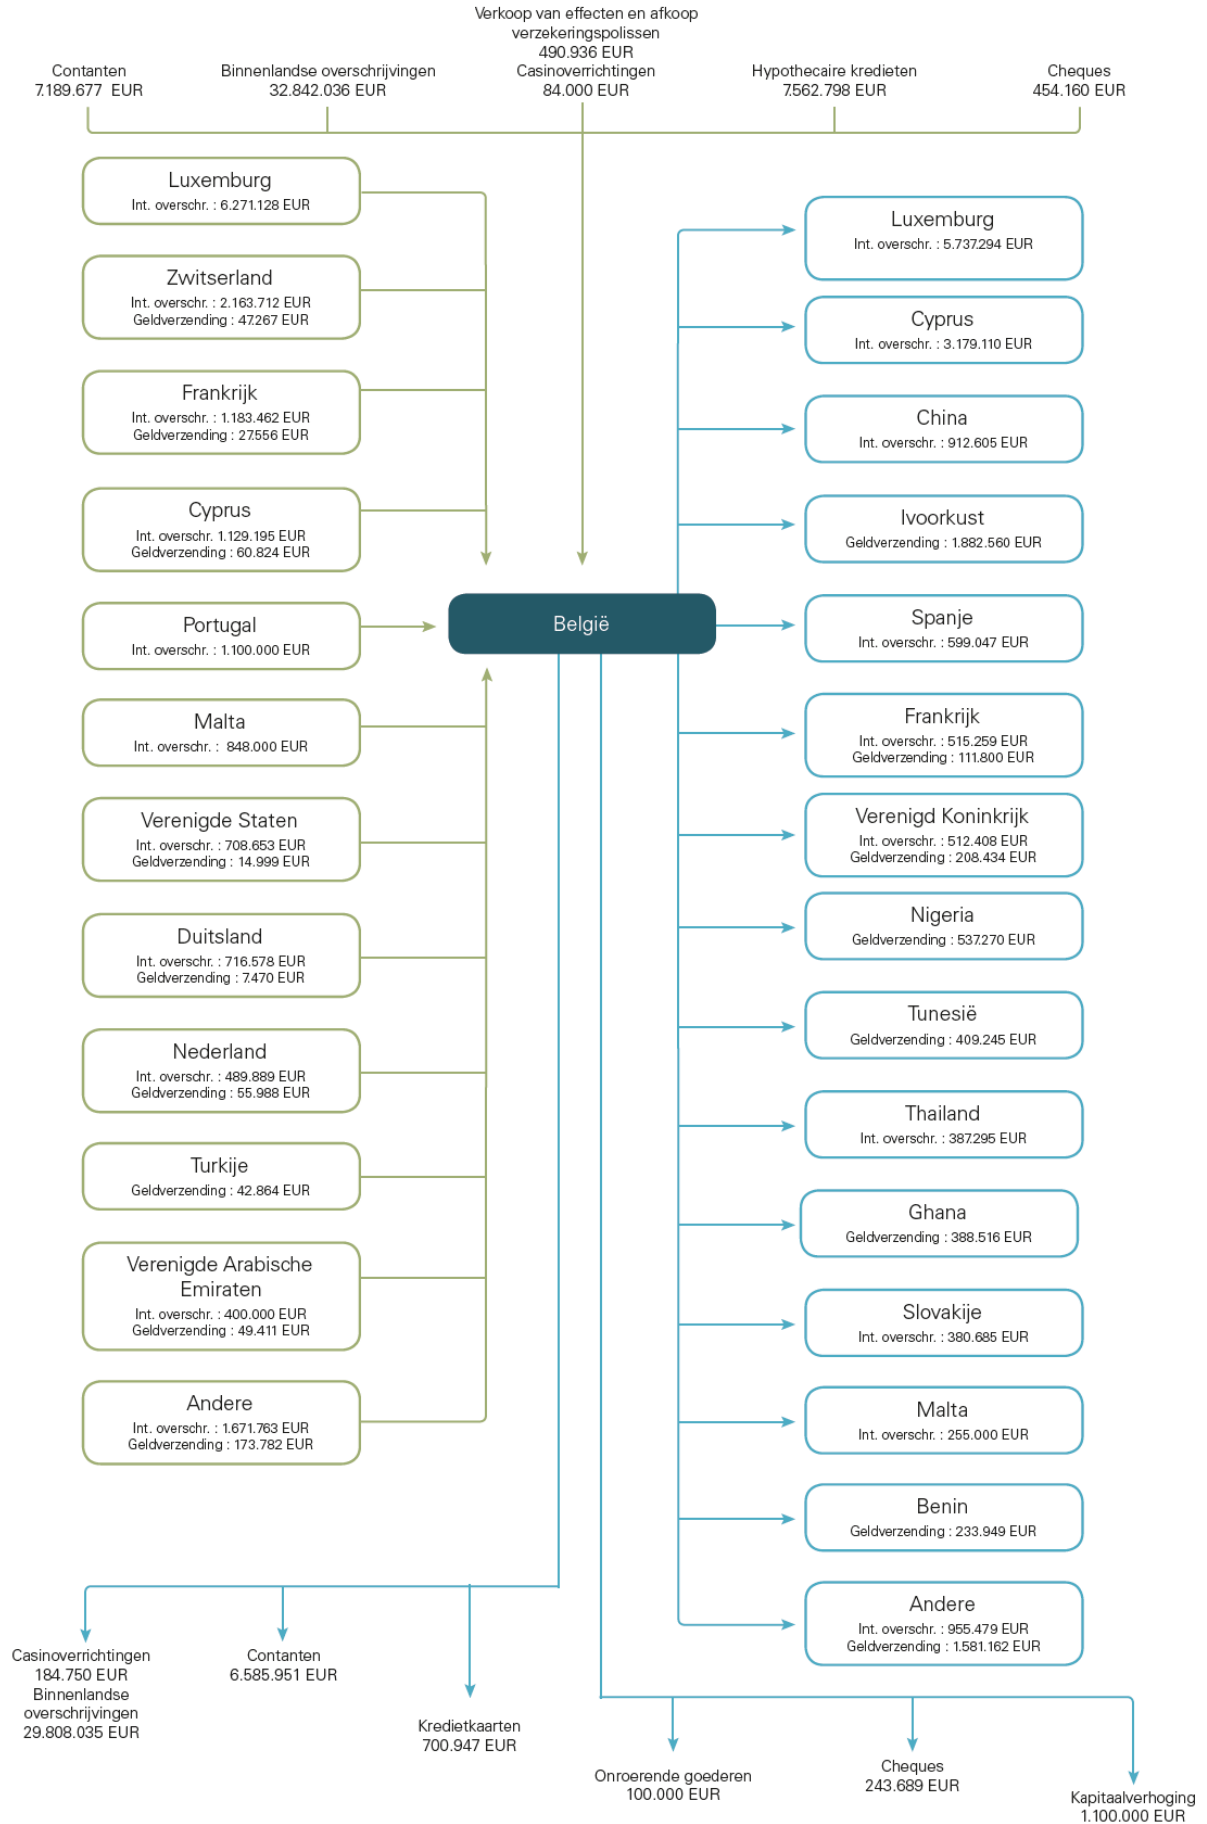 Verkoop van effecten en afkoop
verzekeringspolissen
490.936 EUR
Contanten
7.189.677 EUR
Binnenlandse overschrijvingen
32.842.036 EUR
Casinoverrichtingen
84.000 EUR
Hypothecaire kredieten
7.562.798 EUR
Cheques
454.160 EUR
Luxemburg
Int. overschr. : 6.271.128 EUR
Zwitserland
Int. overschr. : 2.163.712 EUR
Geldverzending : 47.267 EUR
Frankrijk
Int. overschr. : 1.183.462 EUR
Geldverzending : 27.556 EUR
Cyprus
Int. overschr. 1.129.195 EUR
Geldverzending : 60.824 EUR
Portugal
Int. overschr. : 1.100.000 EUR
Malta
Int. overschr. : 848.000 EUR
Verenigde Staten
Int. overschr. : 708.653 EUR
Geldverzending : 14.999 EUR
Duitsland
Int. overschr. : 716.578 EUR
Geldverzending : 7.470 EUR
Nederland
Int. overschr. : 489.889 EUR
Geldverzending : 55.988 EUR
Turkije
Geldverzending : 42.864 EUR
Verenigde Arabische
Emiraten
Int. overschr. : 400.000 EUR
Geldverzending : 49.411 EUR
Andere
Int. overschr. : 1.671.763 EUR
Geldverzending : 173.782 EUR
België
Luxemburg
Int. overschr. : 5.737.294 EUR
Cyprus
Int. overschr. : 3.179.110 EUR
China
Int. overschr. : 912.605 EUR
Ivoorkust
Geldverzending : 1.882.560 EUR
Spanje
Int. overschr. : 599.047 EUR
Frankrijk
Int. overschr. : 515.259 EUR
Geldverzending : 111.800 EUR
Verenigd Koninkrijk
Int. overschr. : 512.408 EUR
Geldverzending : 208.434 EUR
Nigeria
Geldverzending : 537.270 EUR
Tunesië
Geldverzending : 409.245 EUR
Thailand
Int. overschr. : 387.295 EUR
Ghana
Geldverzending : 388.516 EUR
Slovakije
Int. overschr. : 380.685 EUR
Malta
Int. overschr. : 255.000 EUR
Benin
Geldverzending : 233.949 EUR
Andere
Int. overschr. : 955.479 EUR
Geldverzending : 1.581.162 EUR
Casinoverrichtingen
184.750 EUR
Binnenlandse
overschrijvingen
29.808.035 EUR
Contanten
6.585.951 EUR
Kredietkaarten
700.947 EUR
Onroerende goederen
100.000 EUR
Cheques
243.689 EUR
Kapitaalverhoging
1.100.000 EUR